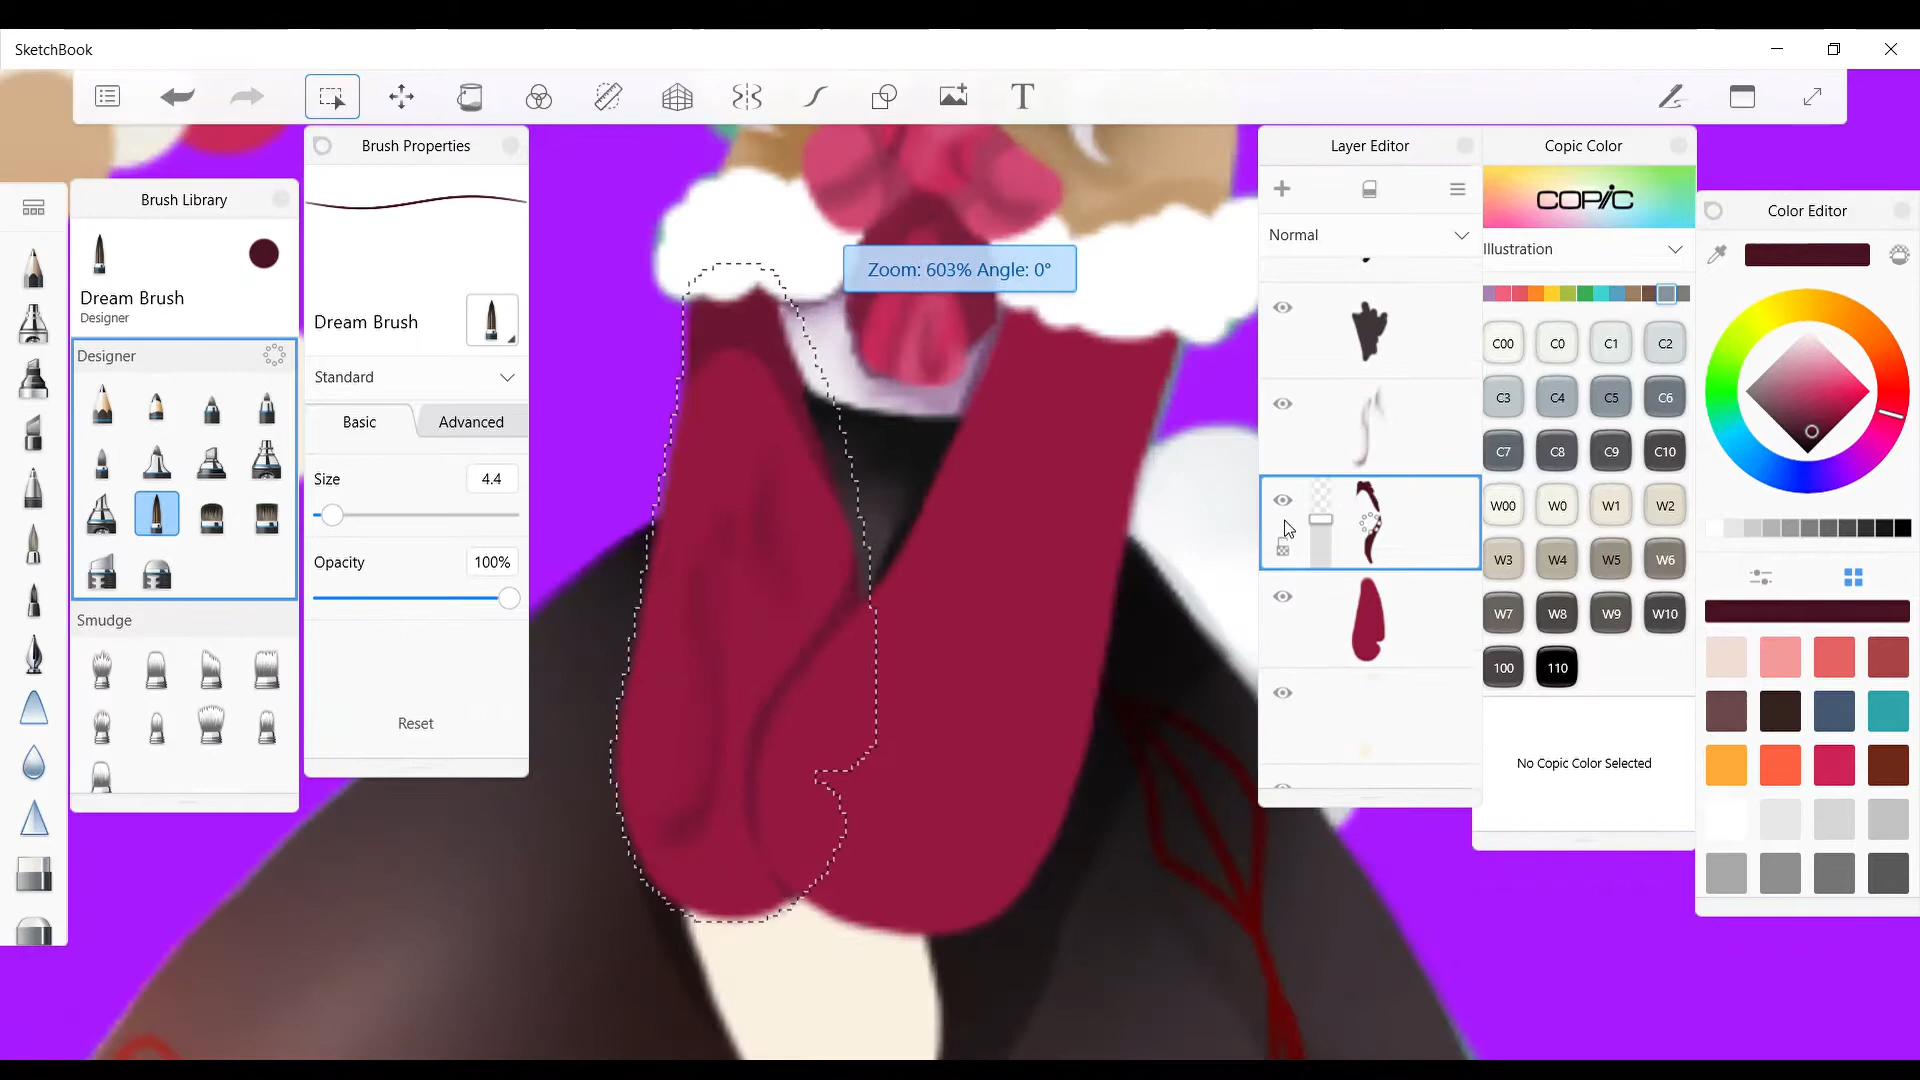 SketchBook
T
Brush Properties
Layer Editor
Copic Color
Brush Library
COPIC
Color Editor
Normal
Illustration
Zoom: 603% Angle: 0°
Dream Brush
Designer
Dream Brush
Designer
Standard
Basic
Advanced
Size
4.4
Opacity
100%
Smudge
Reset
C00 C0 C1 C2
C3 C4 C5 C6
C7 C8 C9 C10
W00 W0 W1 W2
W3 W4 W5 W6
W7 W8 W9 W10
100 110
No Copic Color Selected